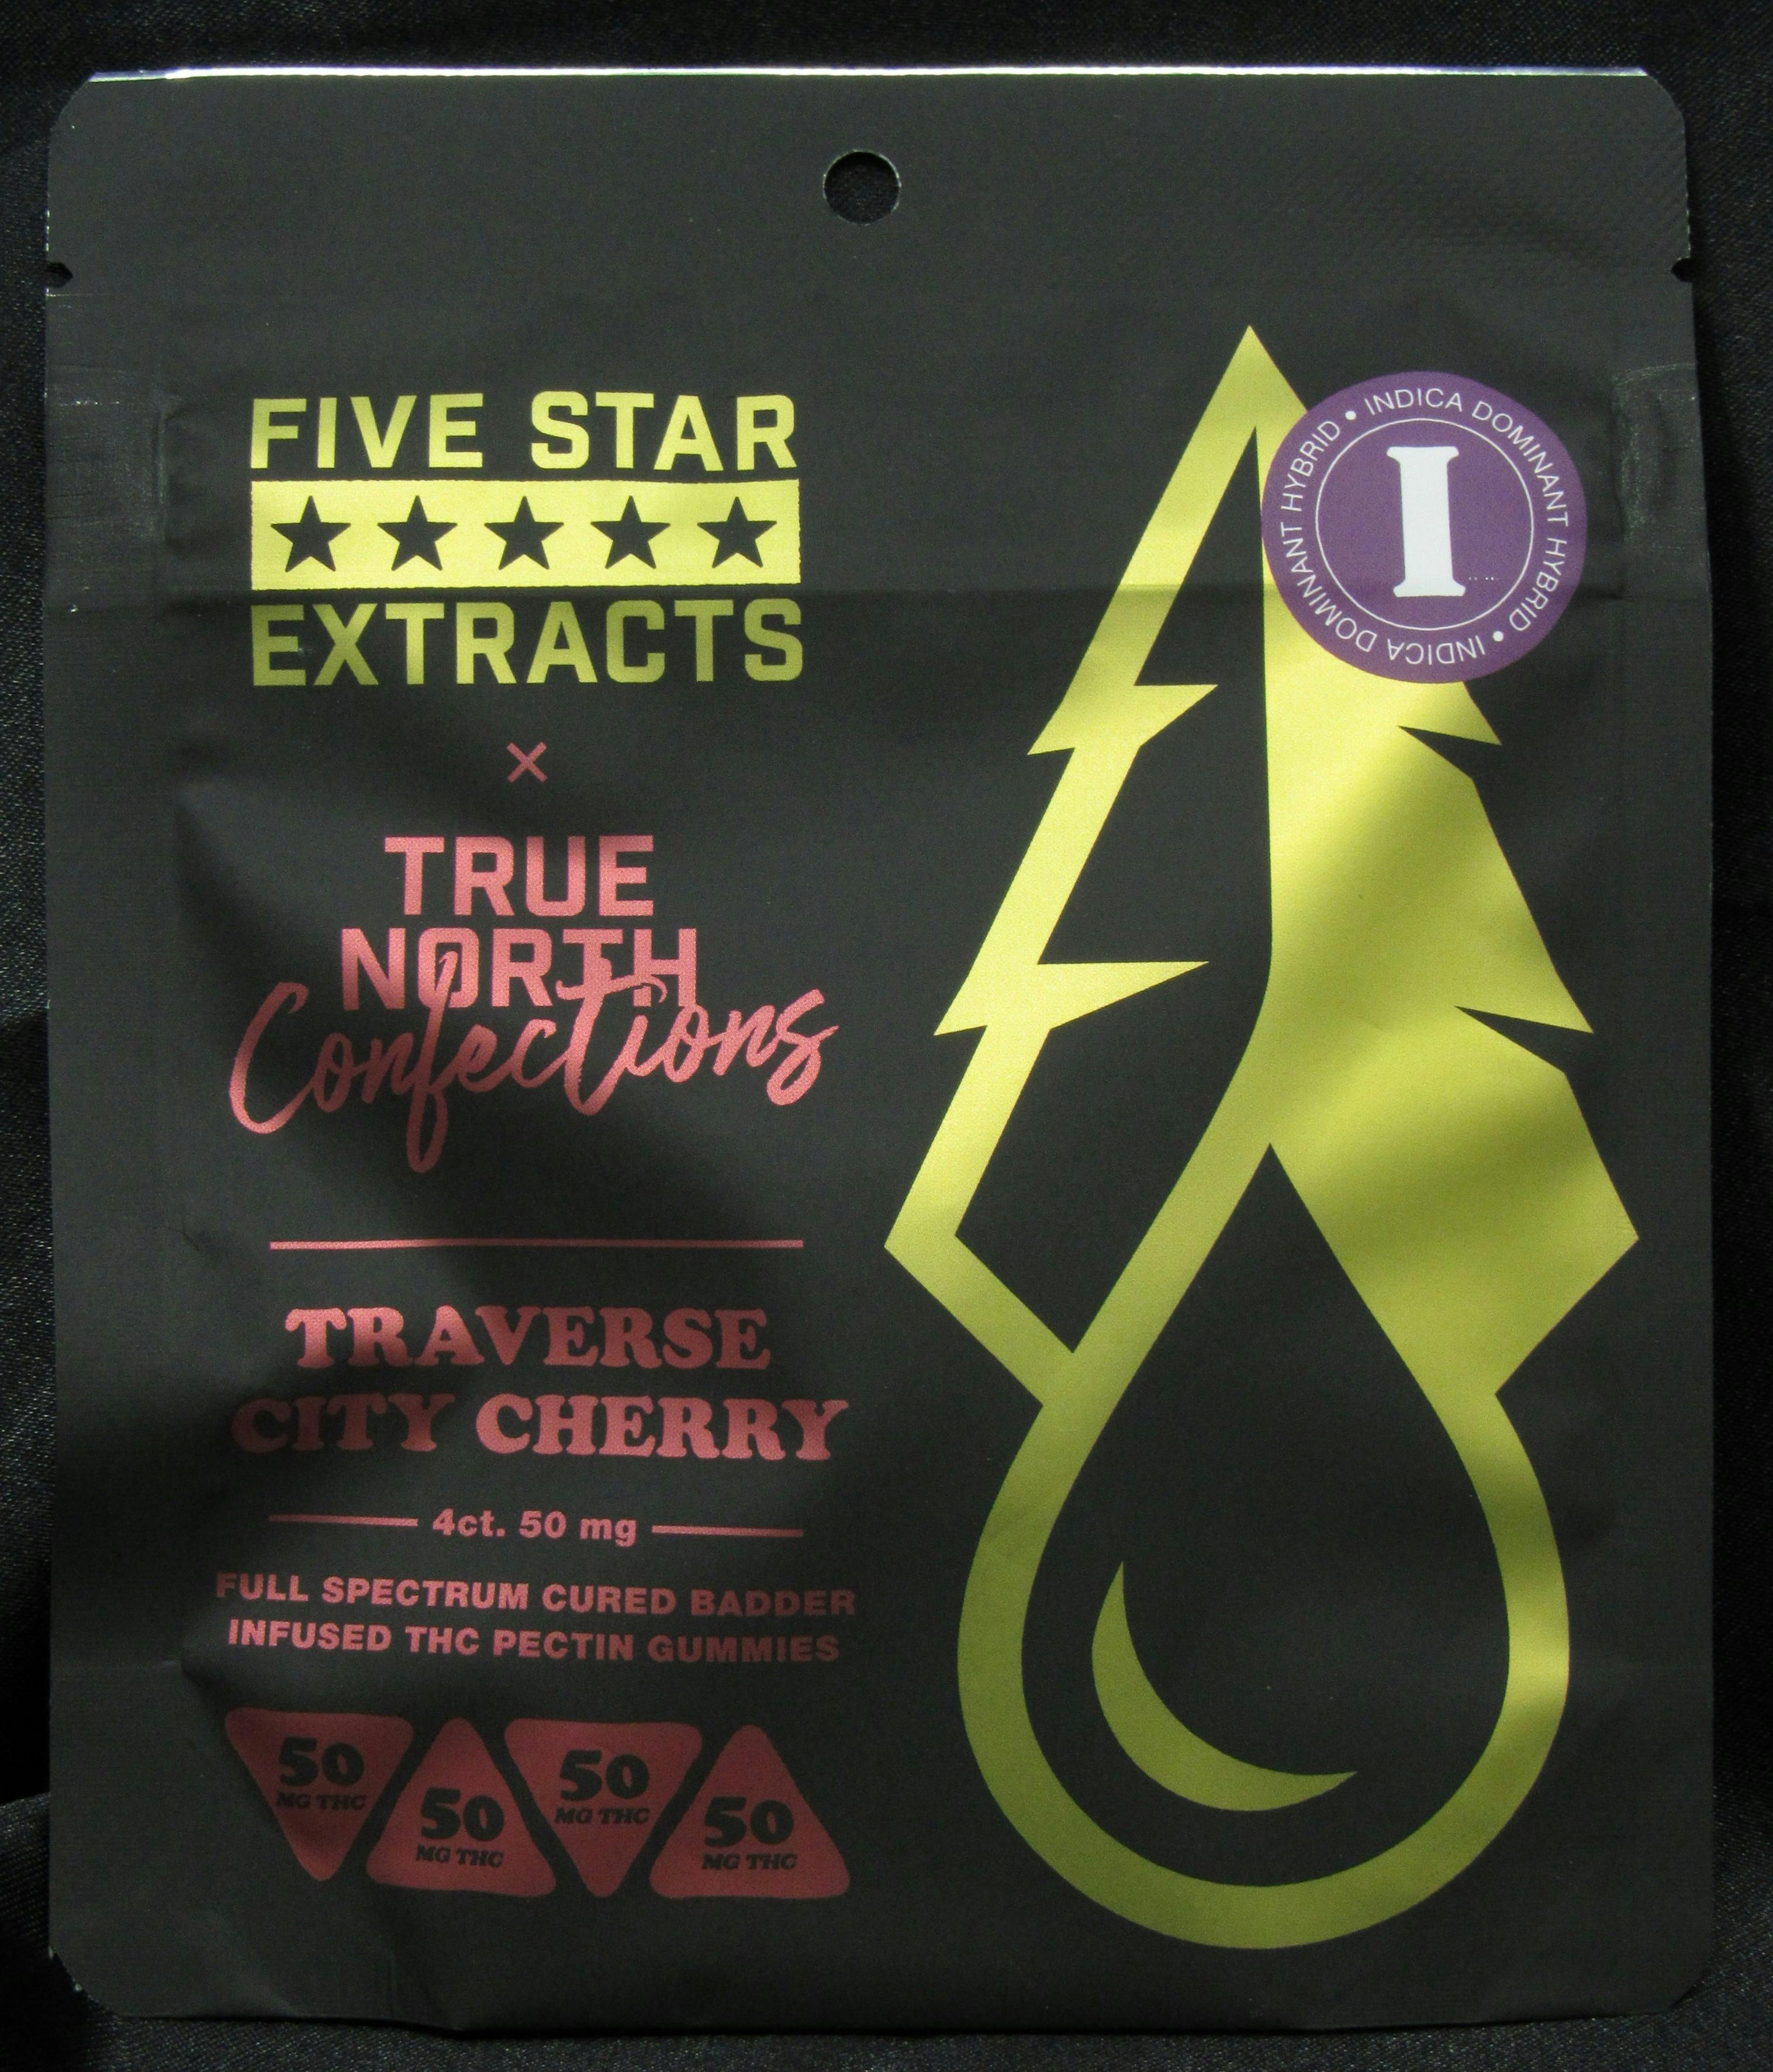 FIVE STAR
EXTRACTS
×
TRUE
NORTH
Confections
TRAVERSE
CITY CHERRY
4ct. 50 mg
FULL SPECTRUM CURED BADDER
INFUSED THC PECTIN GUMMIES
50
MG THC
50
MG THC
50
MG THC
50
MG THC
INDICA DOMINANT HYBRID • INDICA DOMINANT HYBRID •
I